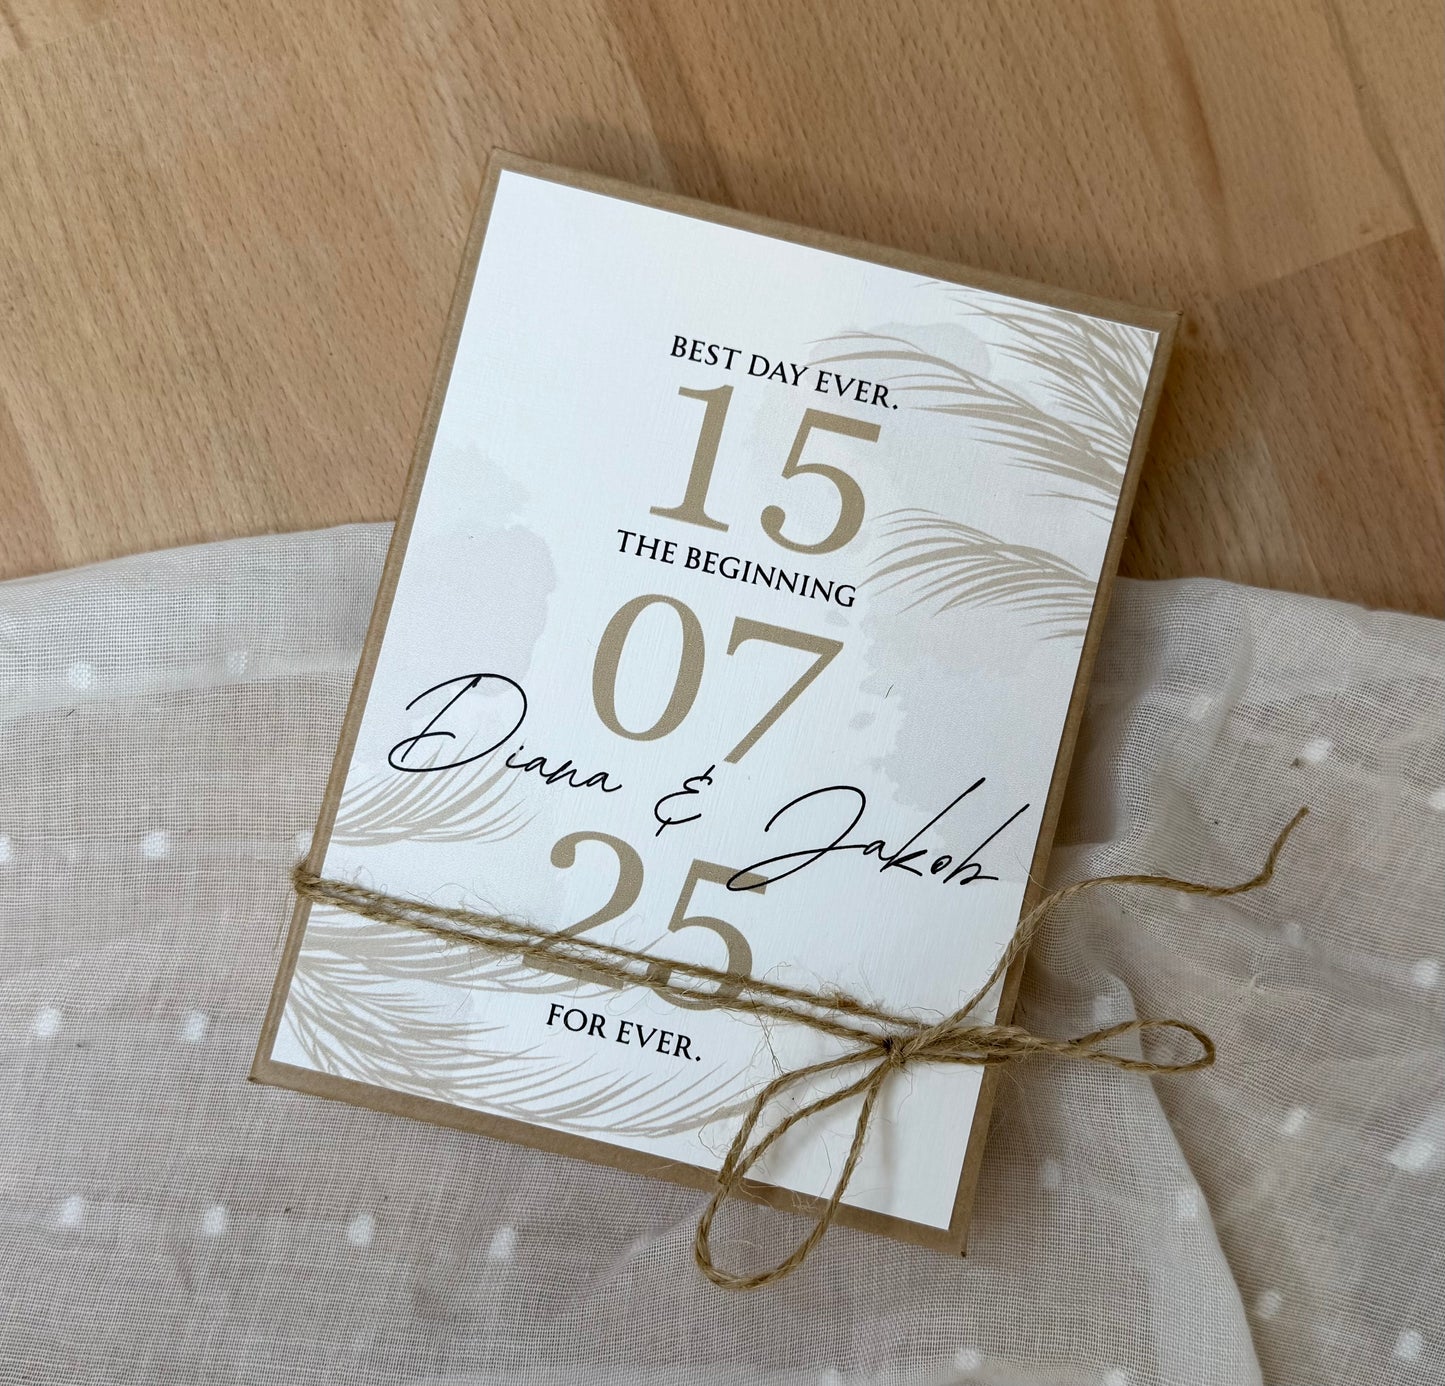 BEST DAY EVER.
15
THE BEGINNING
07
Diana & Jakob
25
FOR EVER.